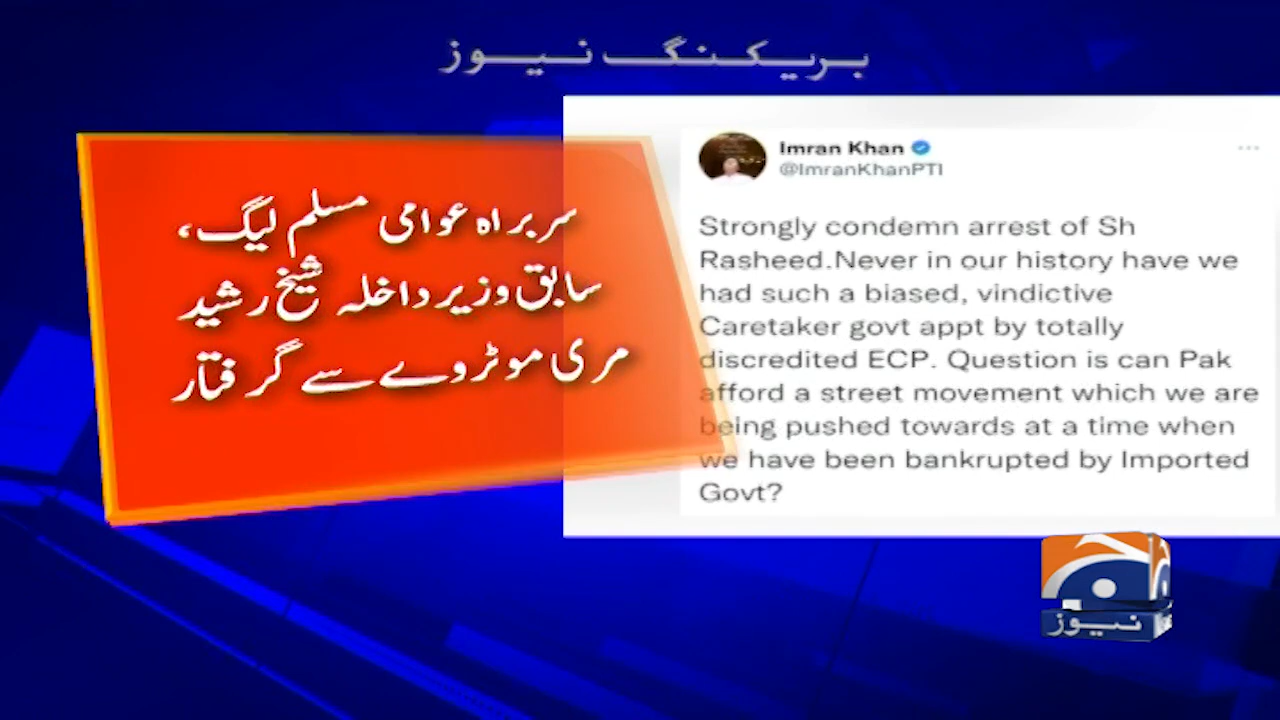 بریکنگ نیوز
سربراہ عوامی مسلم لیگ،
سابق وزیر داخلہ شیخ رشید
مری موٹروے سے گرفتار
Imran Khan
@ImranKhanPTI
Strongly condemn arrest of Sh
Rasheed.Never in our history have we
had such a biased, vindictive
Caretaker govt appt by totally
discredited ECP. Question is can Pak
afford a street movement which we are
being pushed towards at a time when
we have been bankrupted by Imported
Govt?
نیوز